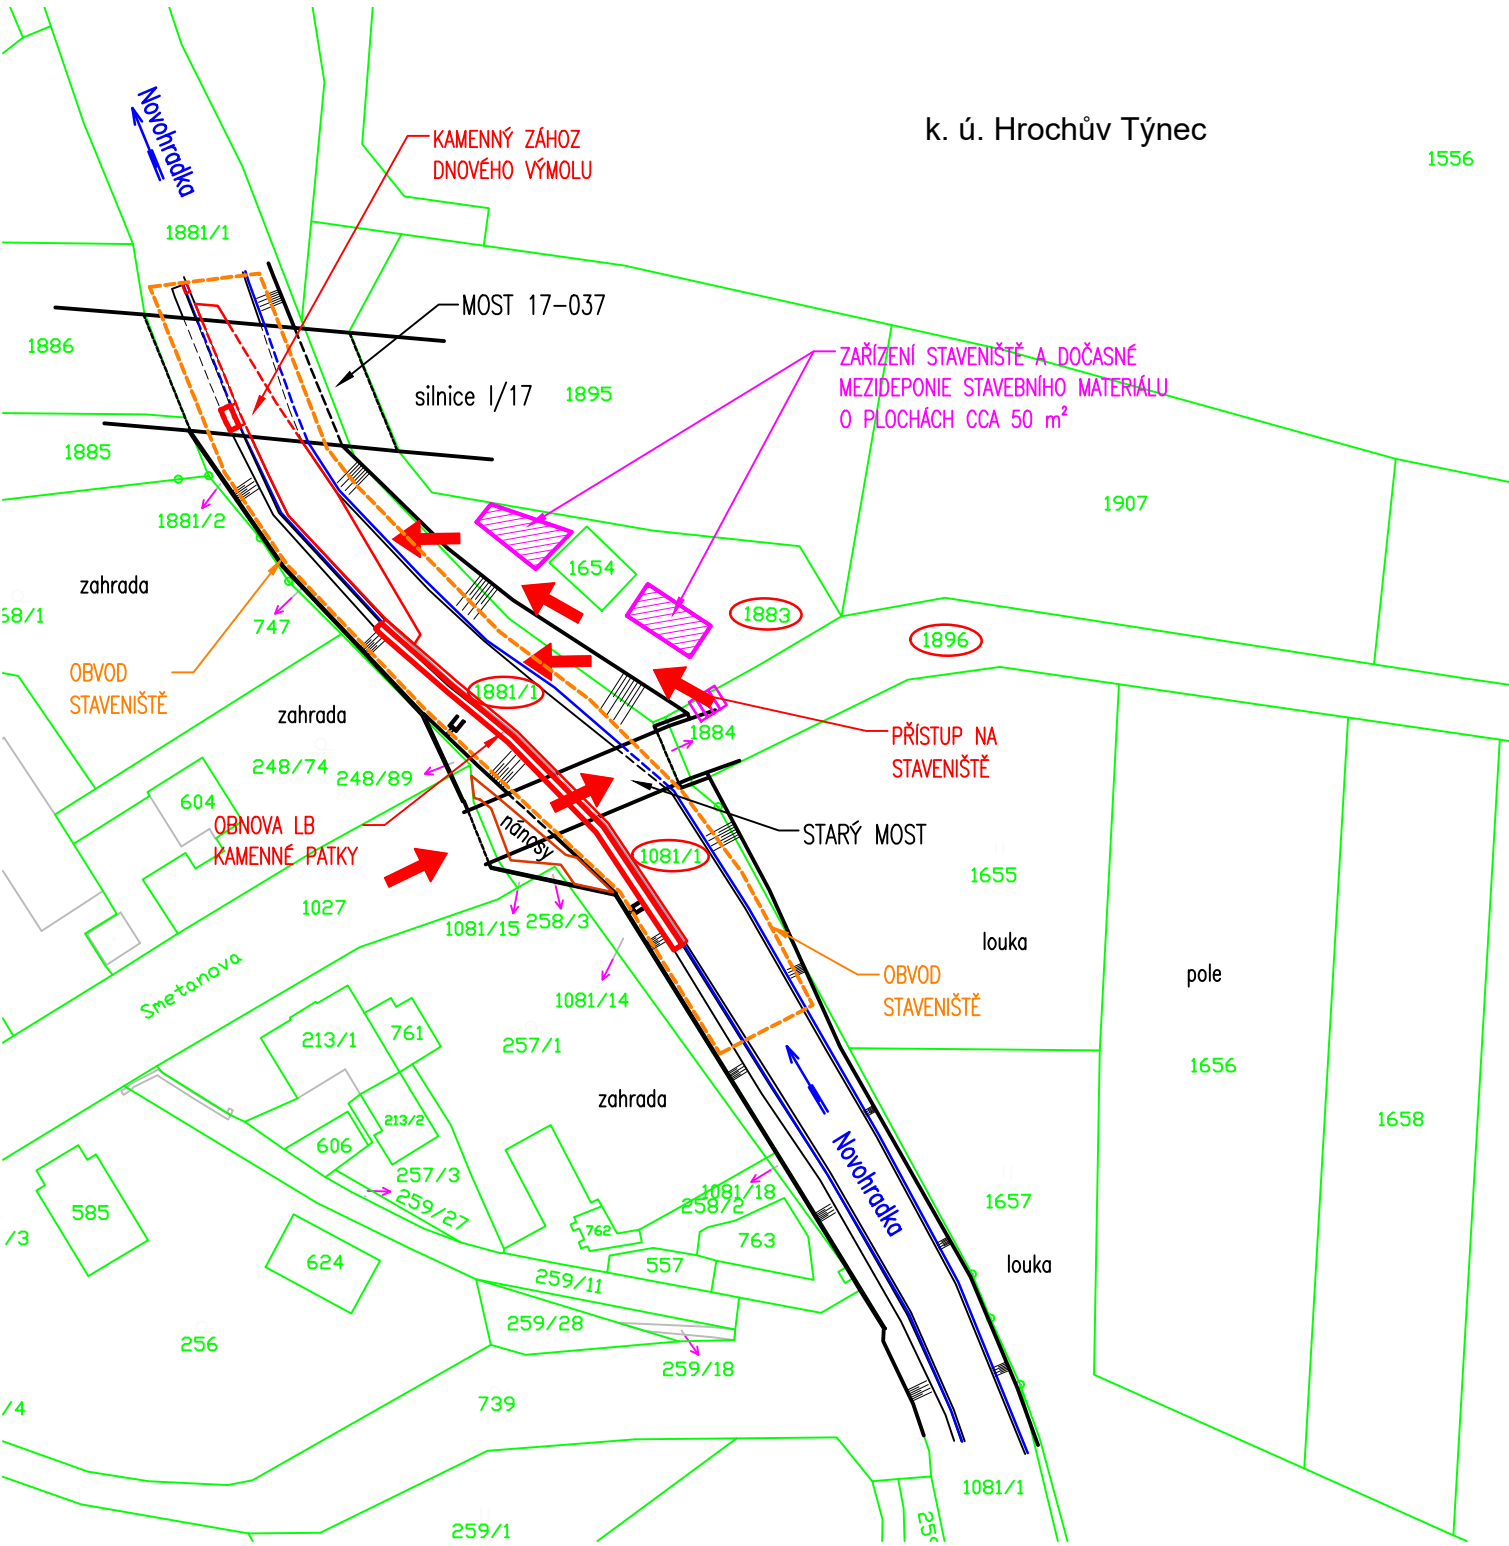 k. ú. Hrochův Týnec
1556
Novohradka
KAMENNÝ ZÁHOZ
DNOVÉHO VÝMOLU
1881/1
MOST 17-037
1886
silnice I/17
1895
ZAŘÍZENÍ STAVENIŠTĚ A DOČASNÉ
MEZIDEPONIE STAVEBNÍHO MATERIÁLU
O PLOCHÁCH CCA 50 m²
1885
1907
1881/2
1654
zahrada
68/1
747
1883
1896
OBVOD
STAVENIŠTĚ
1881/1
zahrada
1884
PŘÍSTUP NA
STAVENIŠTĚ
248/74
248/89
604
OBNOVA LB
KAMENNÉ PATKY
nánosy
STARÝ MOST
1081/1
1655
1027
1081/15
258/3
louka
pole
Smetanova
OBVOD
STAVENIŠTĚ
1081/14
213/1
761
257/1
1656
zahrada
213/2
606
1658
257/3
Novohradka
1081/18
258/2
259/27
1657
585
762
763
/3
624
557
louka
259/11
259/28
256
259/18
739
/4
1081/1
259/1
259